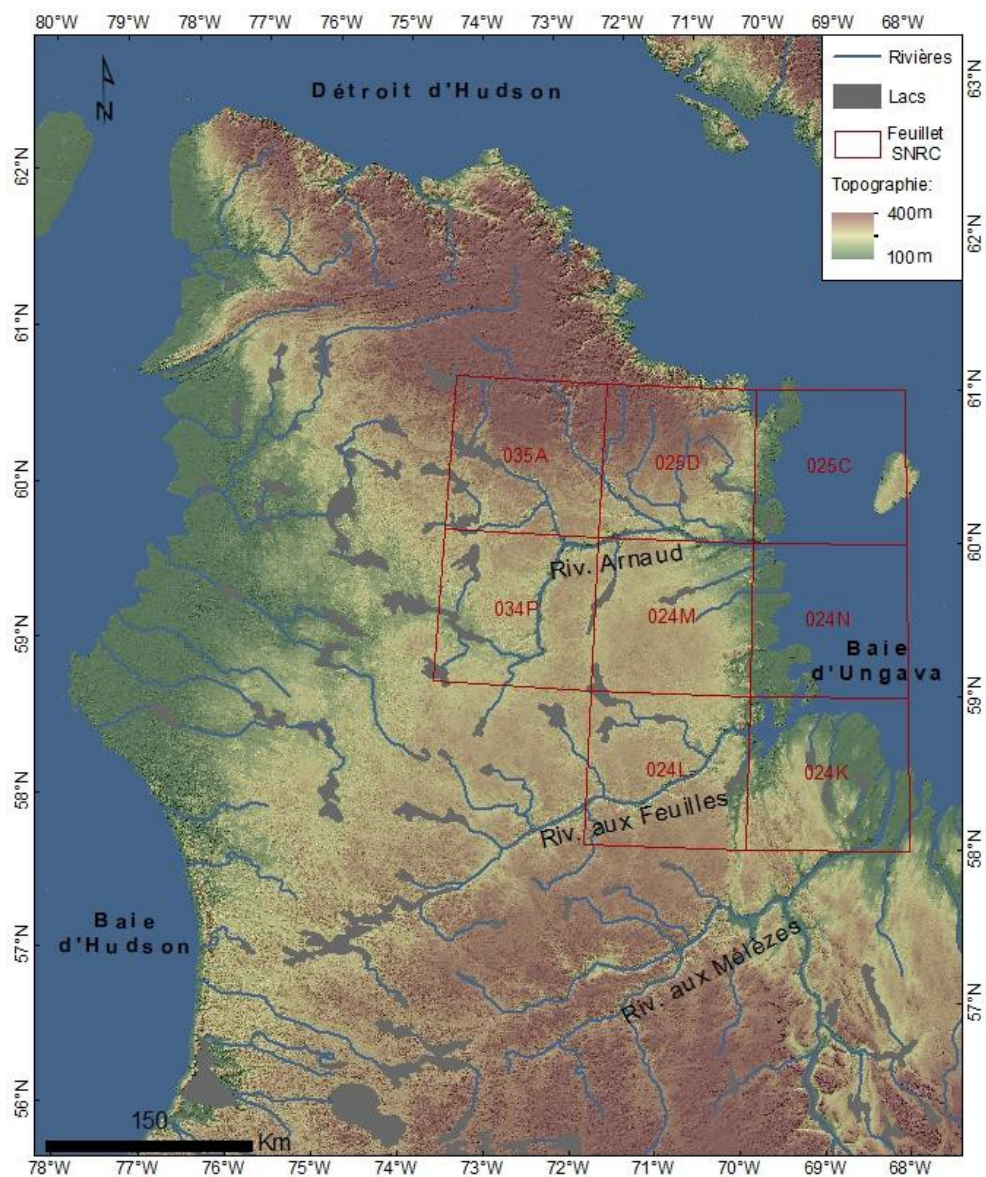 80°W 79°W 78°W 77°W 76°W 75°W 74°W 73°W 72°W 71°W 70°W 69°W 68°W
Rivières
Lacs
Feuillet
SNRC
Topographie:
400m
100m
N
Détroit d'Hudson
63°N
62°N
62°N
61°N
61°N
60°N
60°N
59°N
59°N
58°N
58°N
57°N
57°N
56°N
035A
025D
025C
Riv. Arnaud
034P
024M
024N
Baie
d'Ungava
024L
024K
Riv. aux Feuilles
Baie
d'Hudson
Riv. aux Mélèzes
150
Km
78°W 77°W 76°W 75°W 74°W 73°W 72°W 71°W 70°W 69°W 68°W